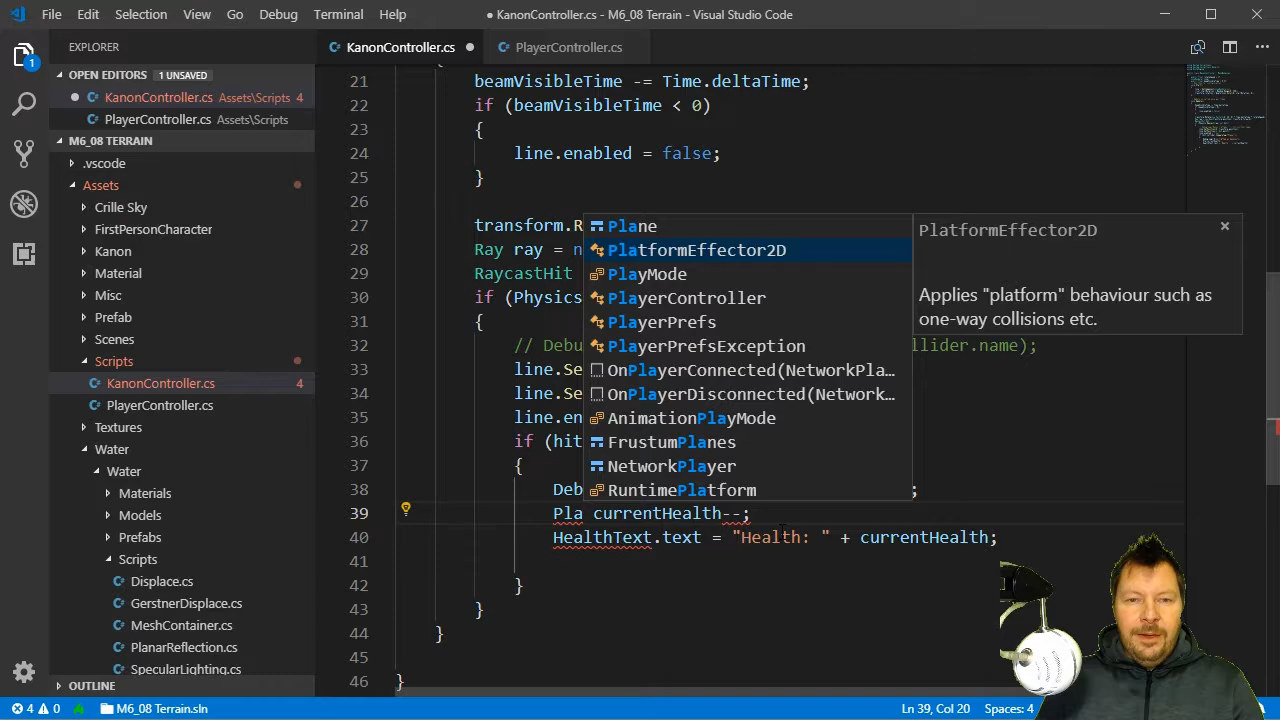 File Edit Selection View Go Debug Terminal Help
● KanonController.cs - M6_08 Terrain - Visual Studio Code
EXPLORER
KanonController.cs
PlayerController.cs
OPEN EDITORS 1 UNSAVED
KanonController.cs Assets\Scripts 4
PlayerController.cs Assets\Scripts
M6_08 TERRAIN
.vscode
Assets
Crille Sky
FirstPersonCharacter
Kanon
Material
Misc
Prefab
Scenes
Scripts
KanonController.cs 4
PlayerController.cs
Textures
Water
Water
Materials
Models
Prefabs
Scripts
Displace.cs
GerstnerDisplace.cs
MeshContainer.cs
PlanarReflection.cs
SpecularLighting.cs
OUTLINE
1
21 beamVisibleTime -= Time.deltaTime;
22 if (beamVisibleTime < 0)
23 {
24 line.enabled = false;
25 }
26
27 transform.R
28 Ray ray = n
29 RaycastHit
30 if (Physics
31 {
32 // Debu llider.name);
33 line.Se
34 line.Se
35 line.en
36 if (hit
37 {
38 Deb ;
39 Pla currentHealth--;
40 HealthText.text = "Health: " + currentHealth;
41
42 }
43 }
44 }
45
46 }
Plane
PlatformEffector2D
PlayMode
PlayerController
PlayerPrefs
PlayerPrefsException
OnPlayerConnected(NetworkPla...
OnPlayerDisconnected(Network...
AnimationPlayMode
FrustumPlanes
NetworkPlayer
RuntimePlatform
PlatformEffector2D
Applies "platform" behaviour such as
one-way collisions etc.
4 0 M6_08 Terrain.sln
Ln 39, Col 20 Spaces: 4